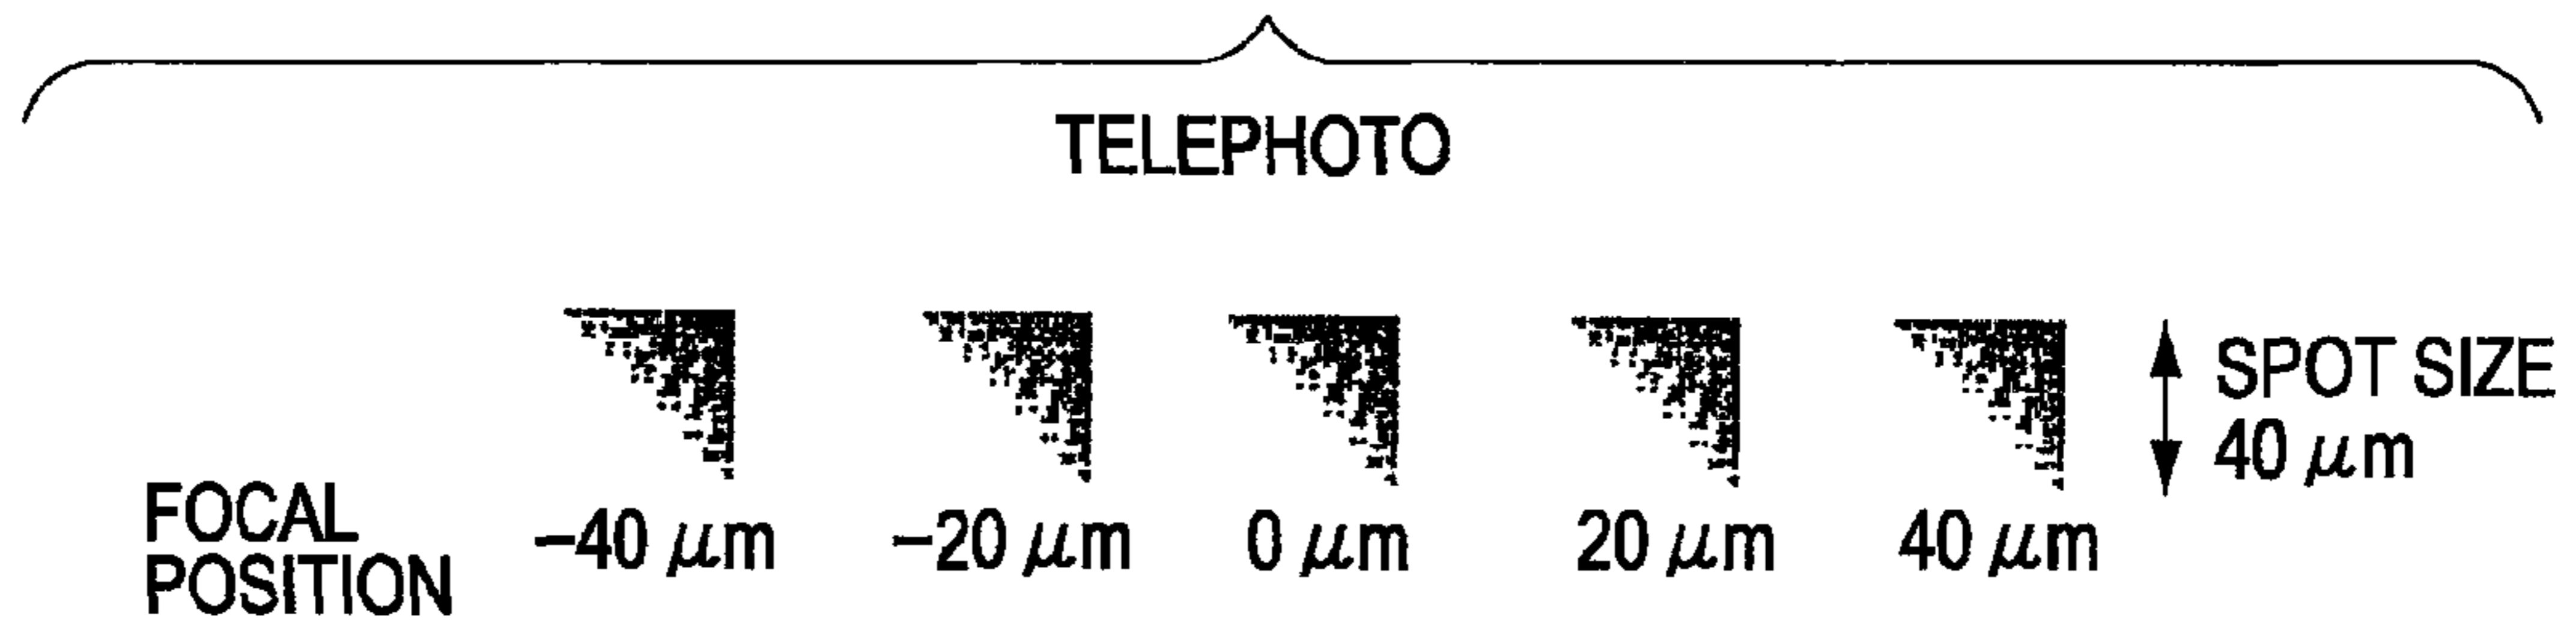 TELEPHOTO
SPOT SIZE
40 μm
FOCAL
POSITION
−40 μm −20 μm 0 μm 20 μm 40 μm